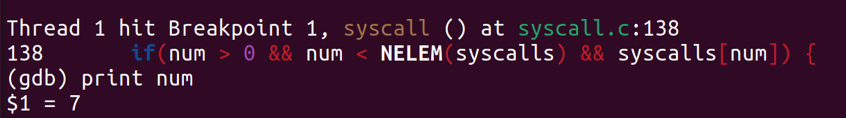 Thread 1 hit Breakpoint 1, syscall () at syscall.c:138
138       if(num > 0 && num < NELEM(syscalls) && syscalls[num]) {
(gdb) print num
$1 = 7